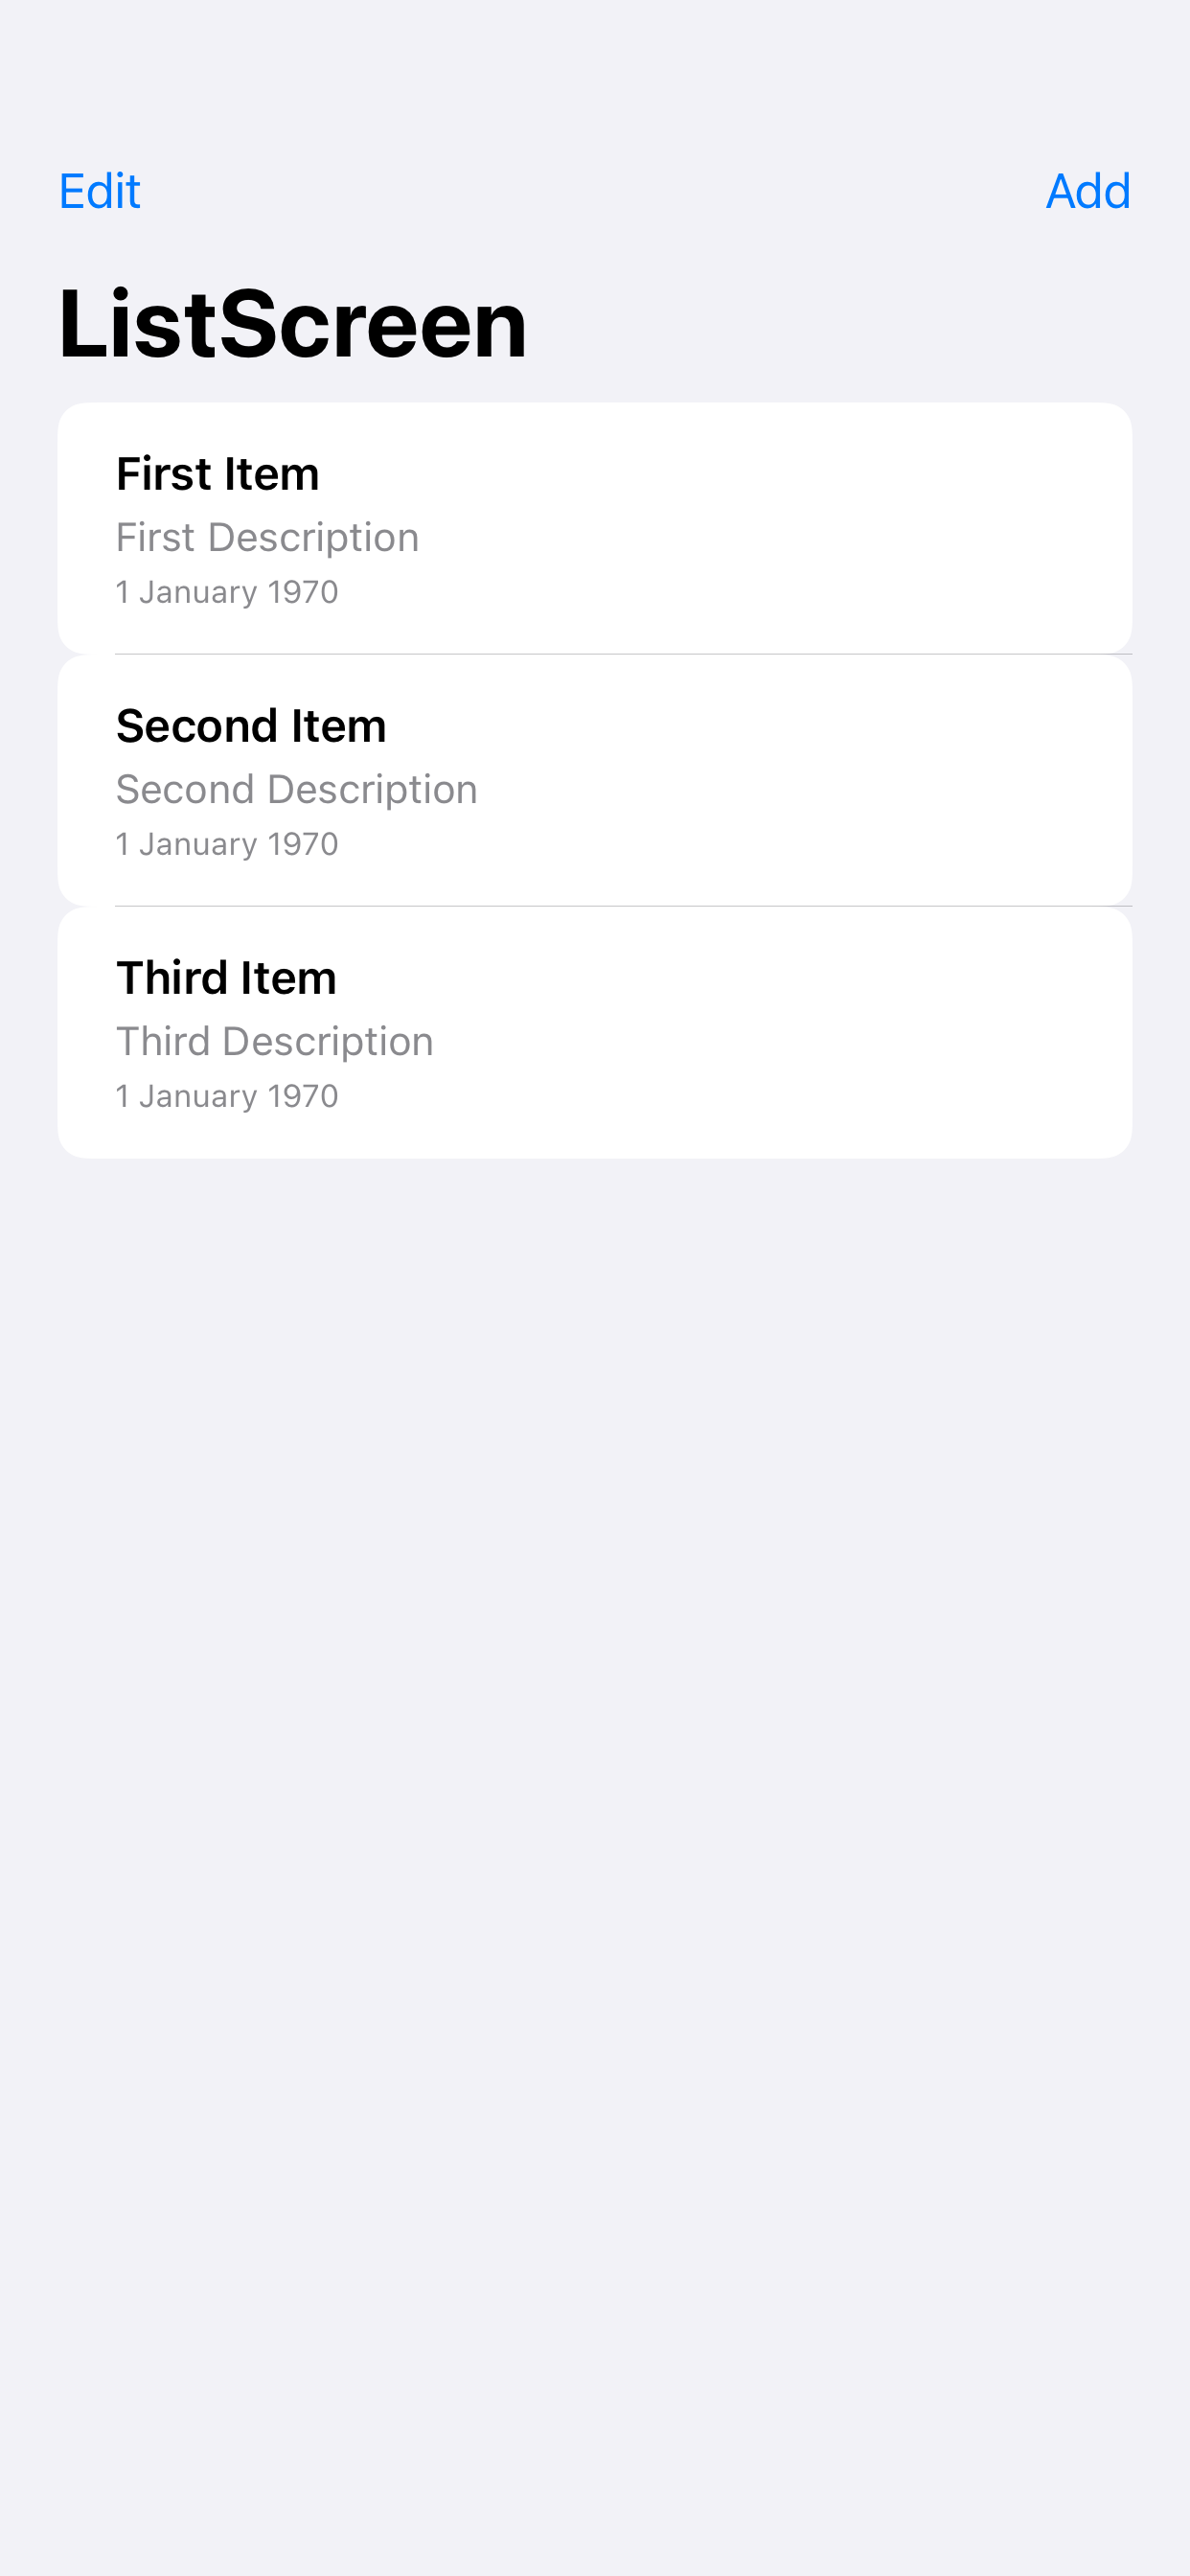 Edit
Add
ListScreen
First Item
First Description
1 January 1970
Second Item
Second Description
1 January 1970
Third Item
Third Description
1 January 1970